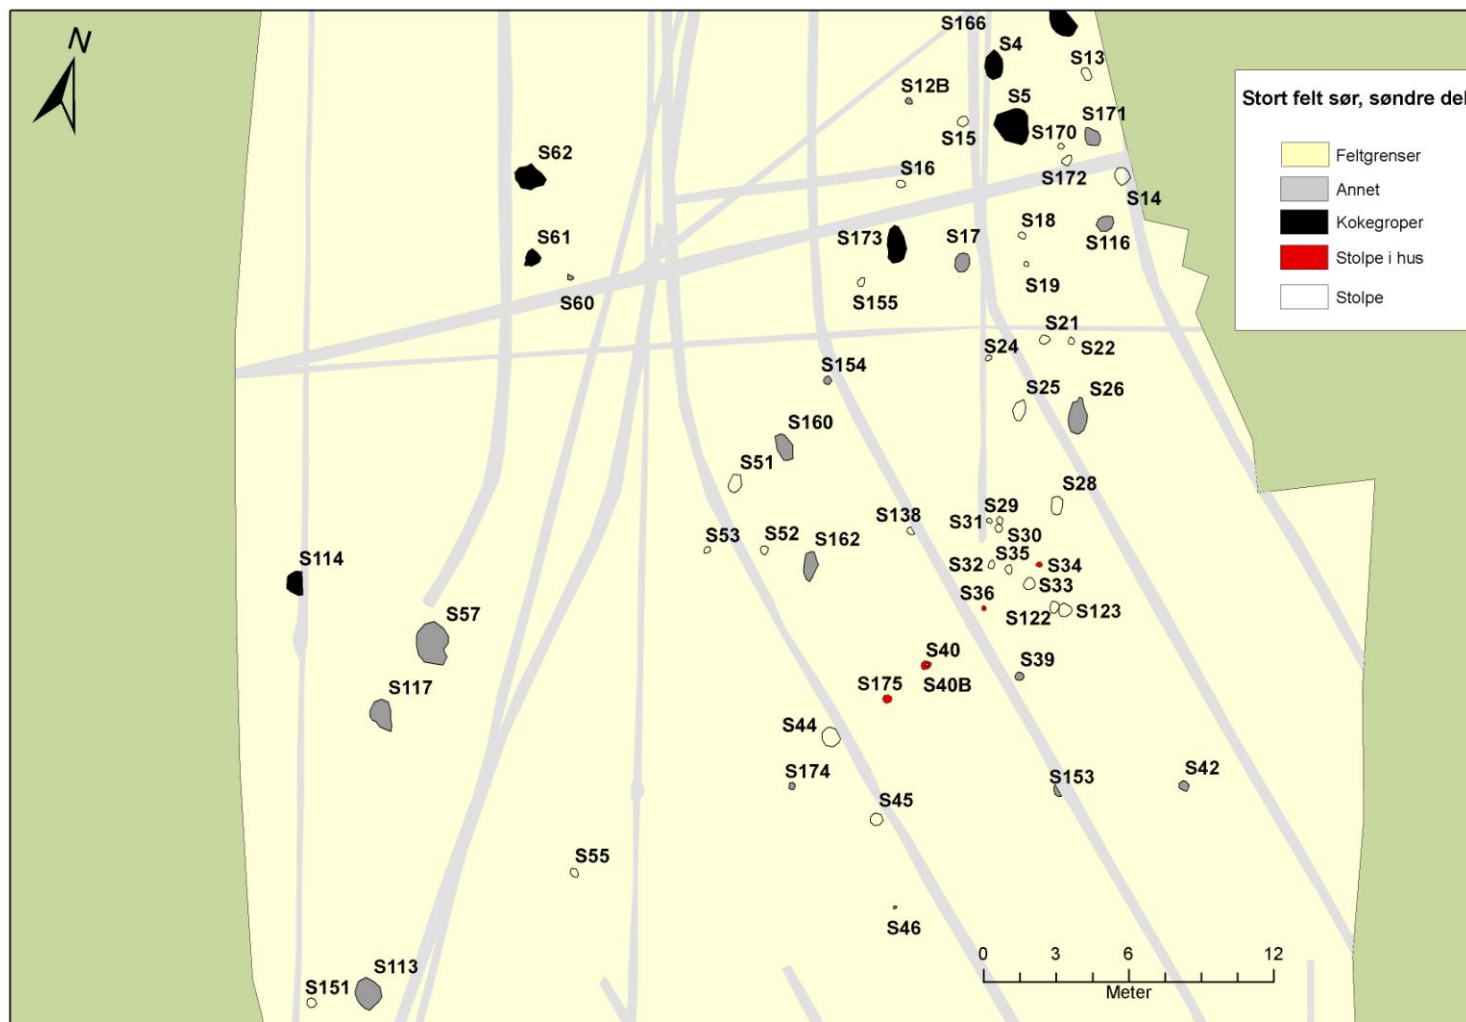 N
S166
S4
S13
S12B
S5
S15
S170
S171
S62
S16
S172
S14
S61
S173
S17
S18
S116
S60
S155
S19
S21
S24
S22
S154
S25
S26
S160
S51
S28
S138
S29
S31
S30
S53
S52
S162
S35
S32
S34
S33
S36
S122
S123
S114
S57
S40
S39
S175
S40B
S117
S44
S174
S153
S42
S45
S55
S46
S113
S151
Stort felt sør, søndre del
Feltgrenser
Annet
Kokegroper
Stolpe i hus
Stolpe
0 3 6 12
Meter